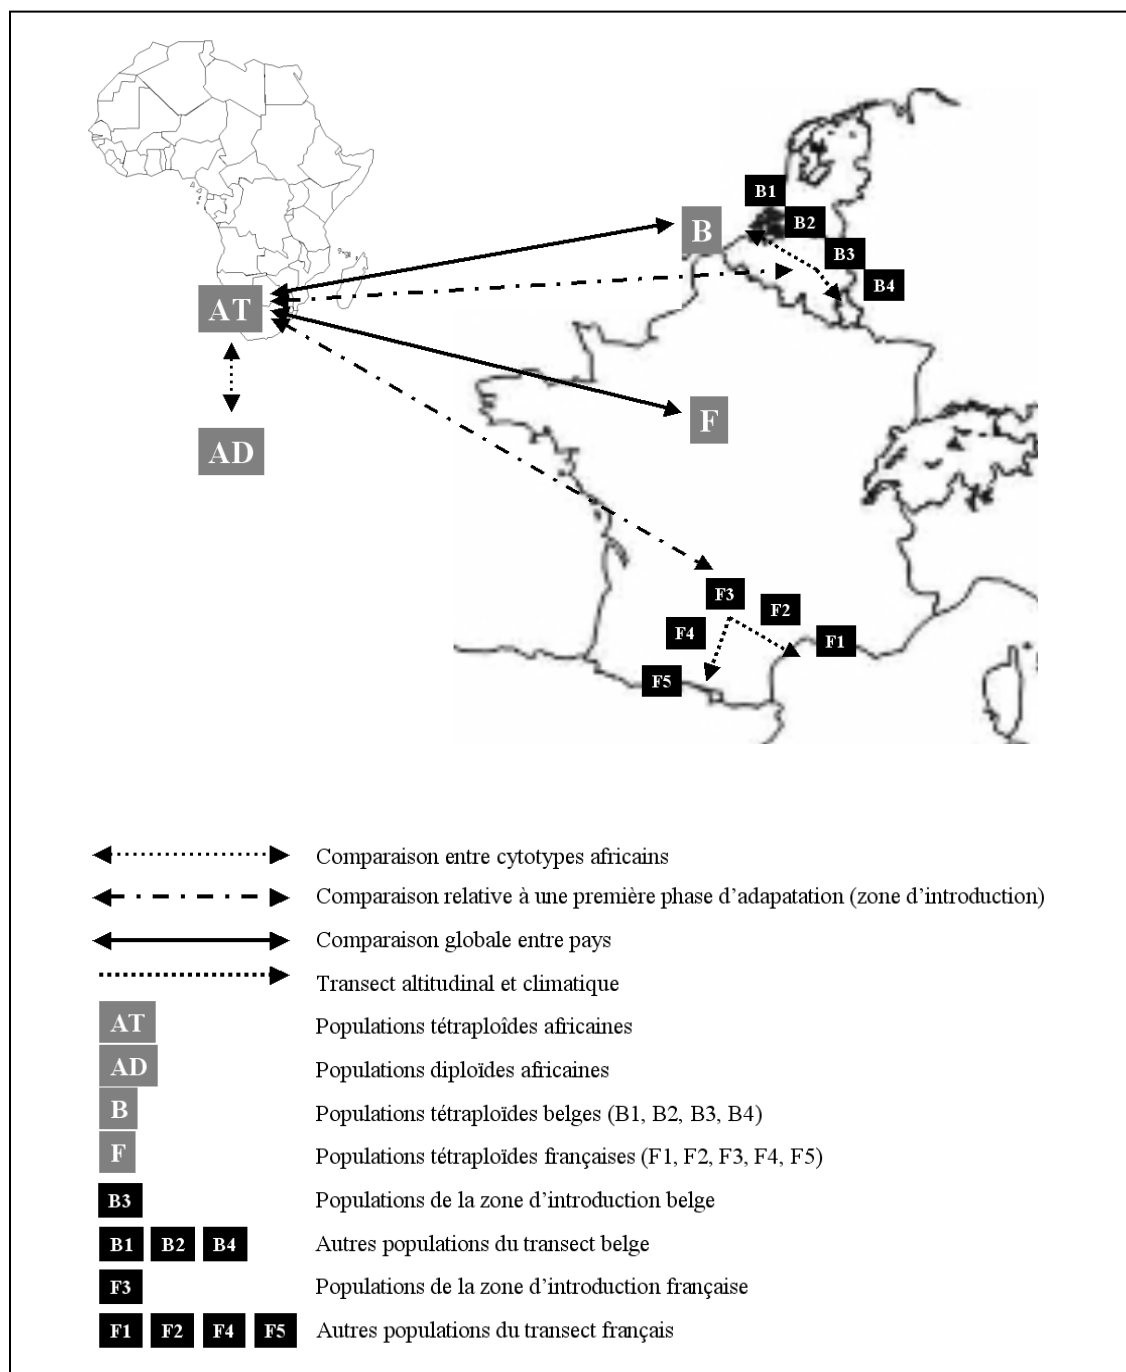 B1
B2
B
B3
B4
AT
F
AD
F3
F2
F4
F1
F5
Comparaison entre cytotypes africains
Comparaison relative à une première phase d'adapatation (zone d'introduction)
Comparaison globale entre pays
Transect altitudinal et climatique
AT Populations tétraploîdes africaines
AD Populations diploïdes africaines
B Populations tétraploïdes belges (B1, B2, B3, B4)
F Populations tétraploïdes françaises (F1, F2, F3, F4, F5)
B3 Populations de la zone d'introduction belge
B1 B2 B4 Autres populations du transect belge
F3 Populations de la zone d'introduction française
F1 F2 F4 F5 Autres populations du transect français